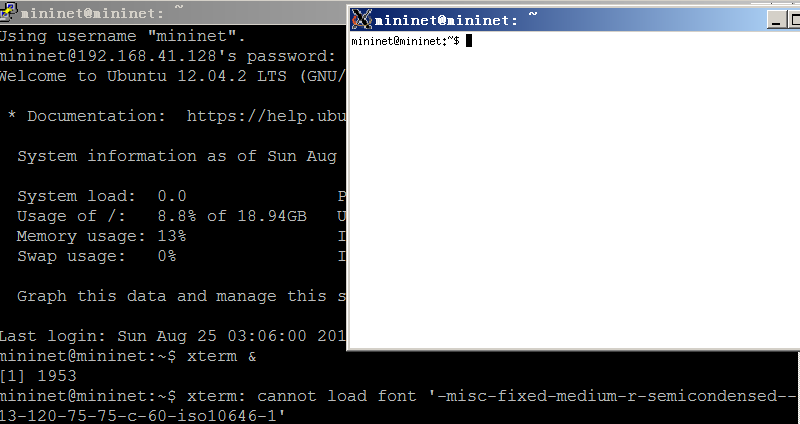 mininet@mininet: ~
Using username "mininet".
mininet@192.168.41.128's password:
Welcome to Ubuntu 12.04.2 LTS (GNU/
* Documentation:  https://help.ubu
System information as of Sun Aug
System load:  0.0 P
Usage of /:   8.8% of 18.94GB U
Memory usage: 13% I
Swap usage:   0% I
Graph this data and manage this s
Last login: Sun Aug 25 03:06:00 201
mininet@mininet:~$ xterm &
[1] 1953
mininet@mininet:~$ xterm: cannot load font '-misc-fixed-medium-r-semicondensed--
13-120-75-75-c-60-iso10646-1'
mininet@mininet: ~
mininet@mininet:~$